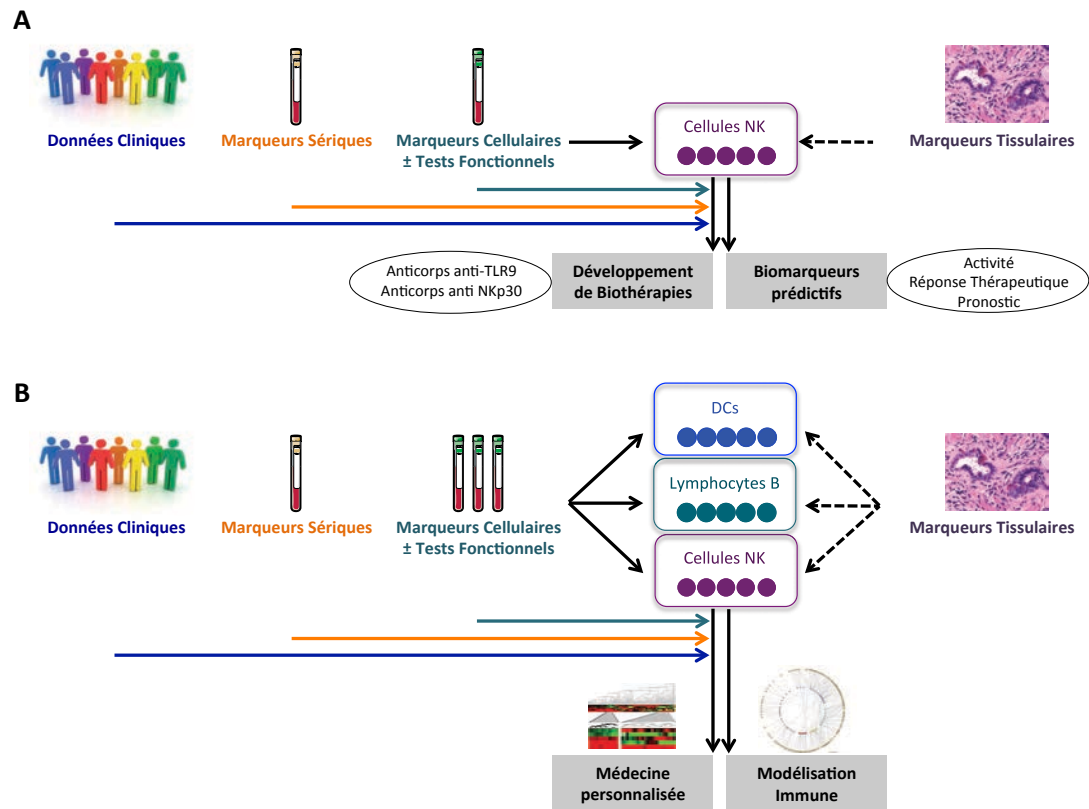 A
Données Cliniques
Marqueurs Sériques
Marqueurs Cellulaires
± Tests Fonctionnels
Cellules NK
Marqueurs Tissulaires
Anticorps anti-TLR9
Anticorps anti NKp30
Développement
de Biothérapies
Biomarqueurs
prédictifs
Activité
Réponse Thérapeutique
Pronostic
B
DCs
Lymphocytes B
Cellules NK
Données Cliniques
Marqueurs Sériques
Marqueurs Cellulaires
± Tests Fonctionnels
Marqueurs Tissulaires
Médecine
personnalisée
Modélisation
Immune